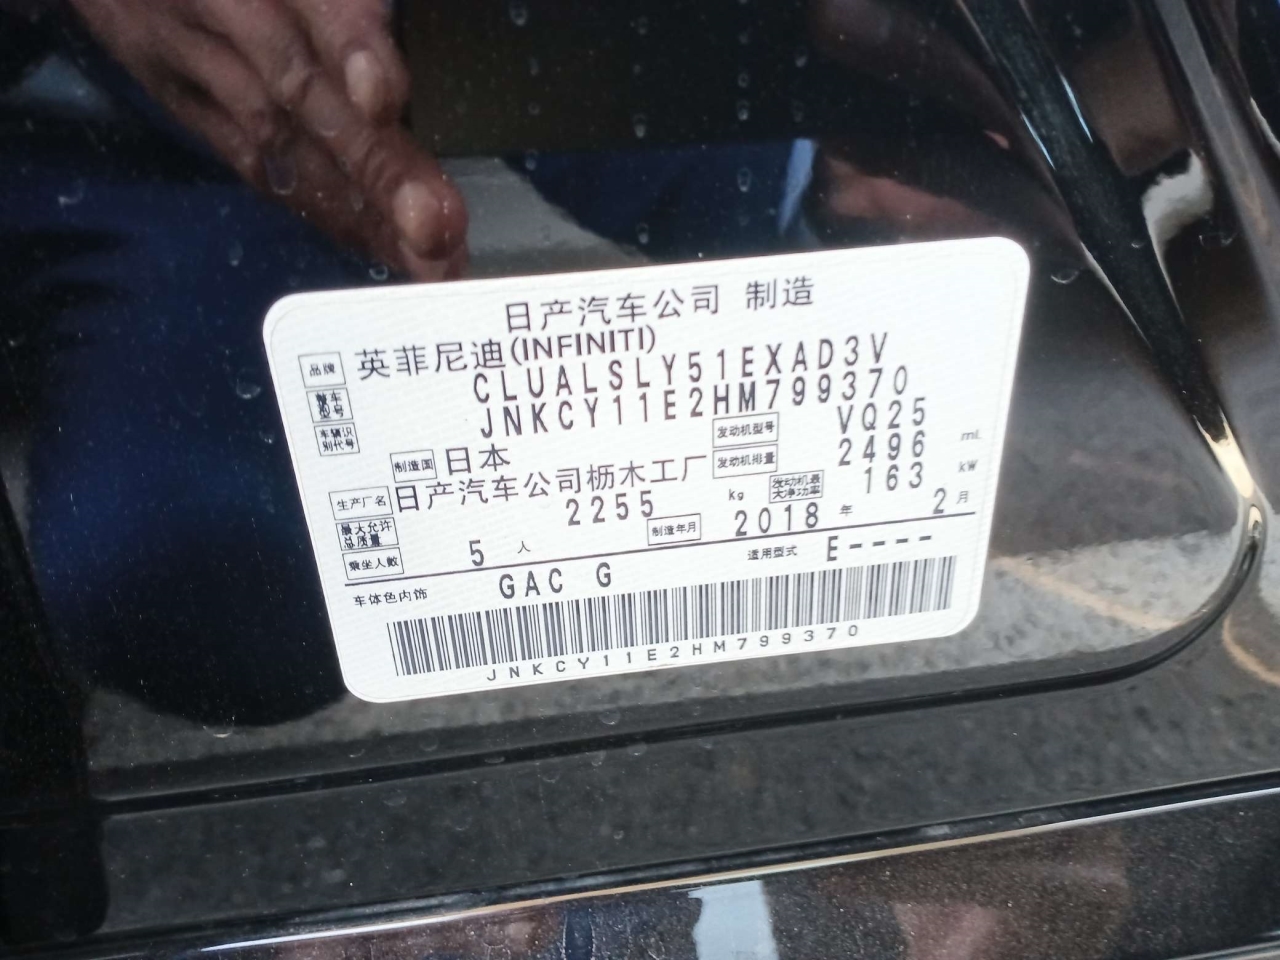 日产汽车公司 制造
品牌 英菲尼迪(INFINITI)
整车型号 CLUALSLY51EXAD3V
车辆识别代号 JNKCY11E2HM799370
制造国 日本 发动机型号 VQ25
生产厂名 日产汽车公司枥木工厂 发动机排量 2496 mL
最大允许总质量 2255 kg 发动机最大净功率 163 kW
乘坐人数 5 人 制造年月 2018 年 2 月
车体色内饰 GAC G 适用型式 E----
JNKCY11E2HM799370